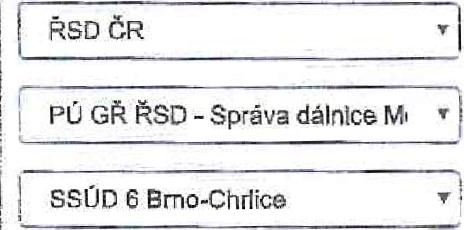 ŘSD ČR
PÚ GŘ ŘSD - Správa dálnice M
SSÚD 6 Brno-Chrlice